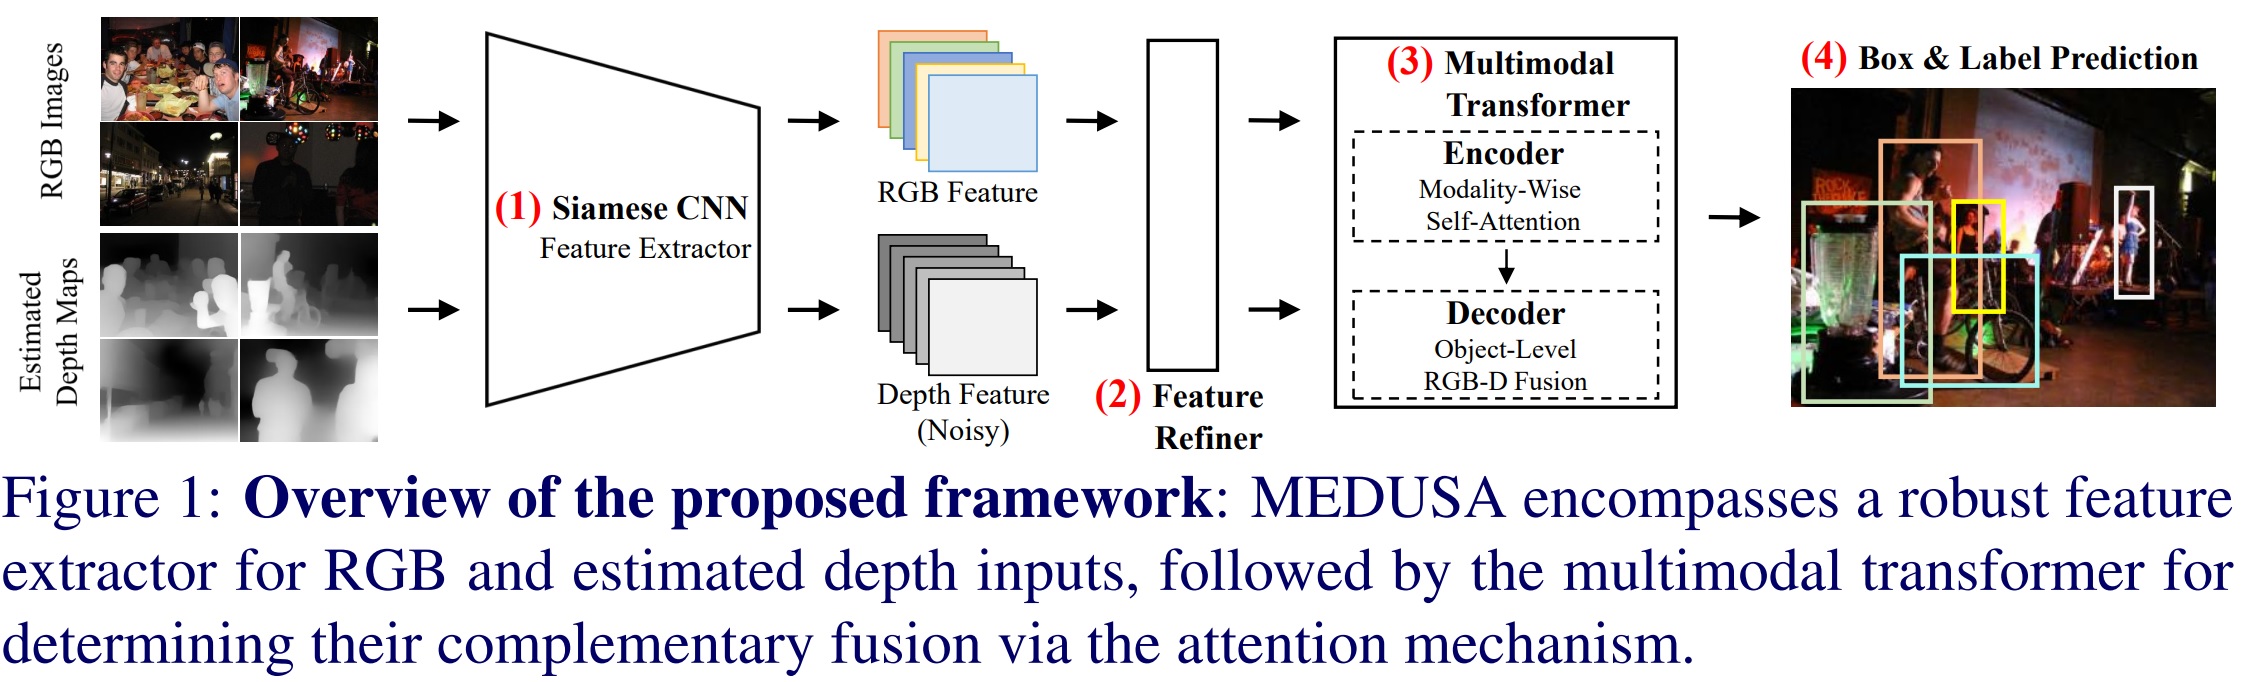 RGB Images
Estimated
Depth Maps
(1) Siamese CNN
Feature Extractor
RGB Feature
Depth Feature
(Noisy)
(2) Feature
Refiner
(3) Multimodal
Transformer
Encoder
Modality-Wise
Self-Attention
Decoder
Object-Level
RGB-D Fusion
(4) Box & Label Prediction
Figure 1: Overview of the proposed framework: MEDUSA encompasses a robust feature
extractor for RGB and estimated depth inputs, followed by the multimodal transformer for
determining their complementary fusion via the attention mechanism.